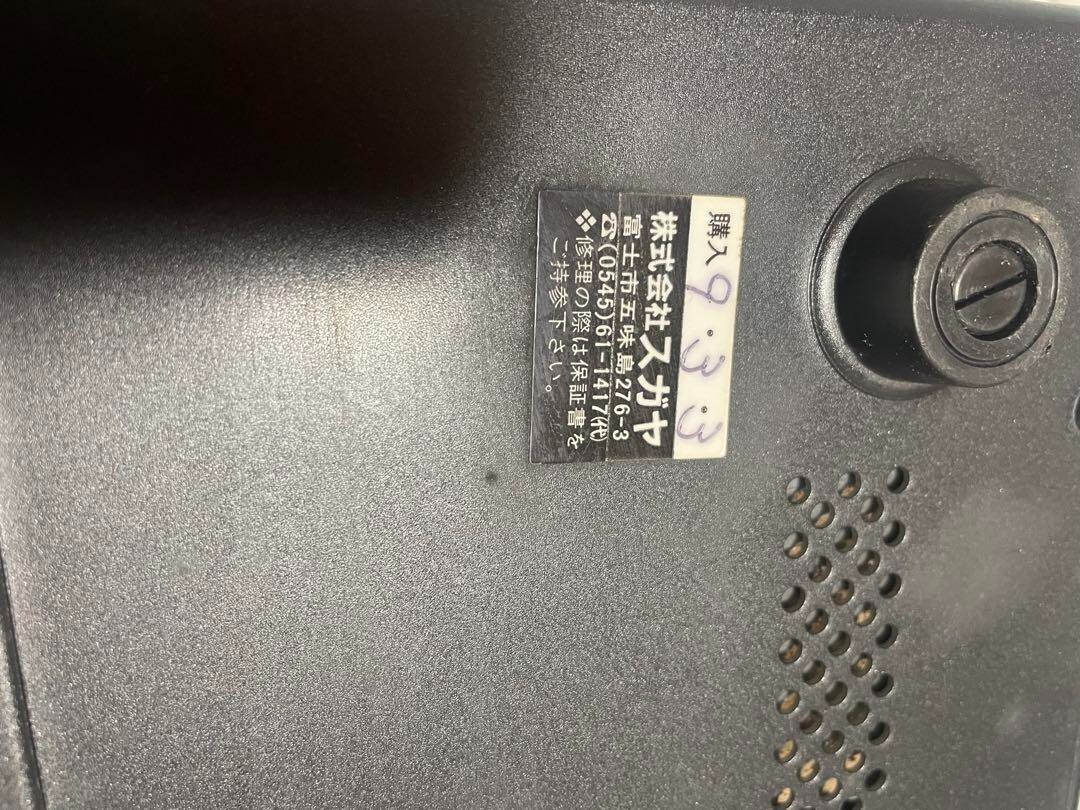 購入 9.3.3
株式会社スガヤ
富士市五味島276-3
☎(0545)61-1417㈹
❖修理の際は保証書を
ご持参下さい。